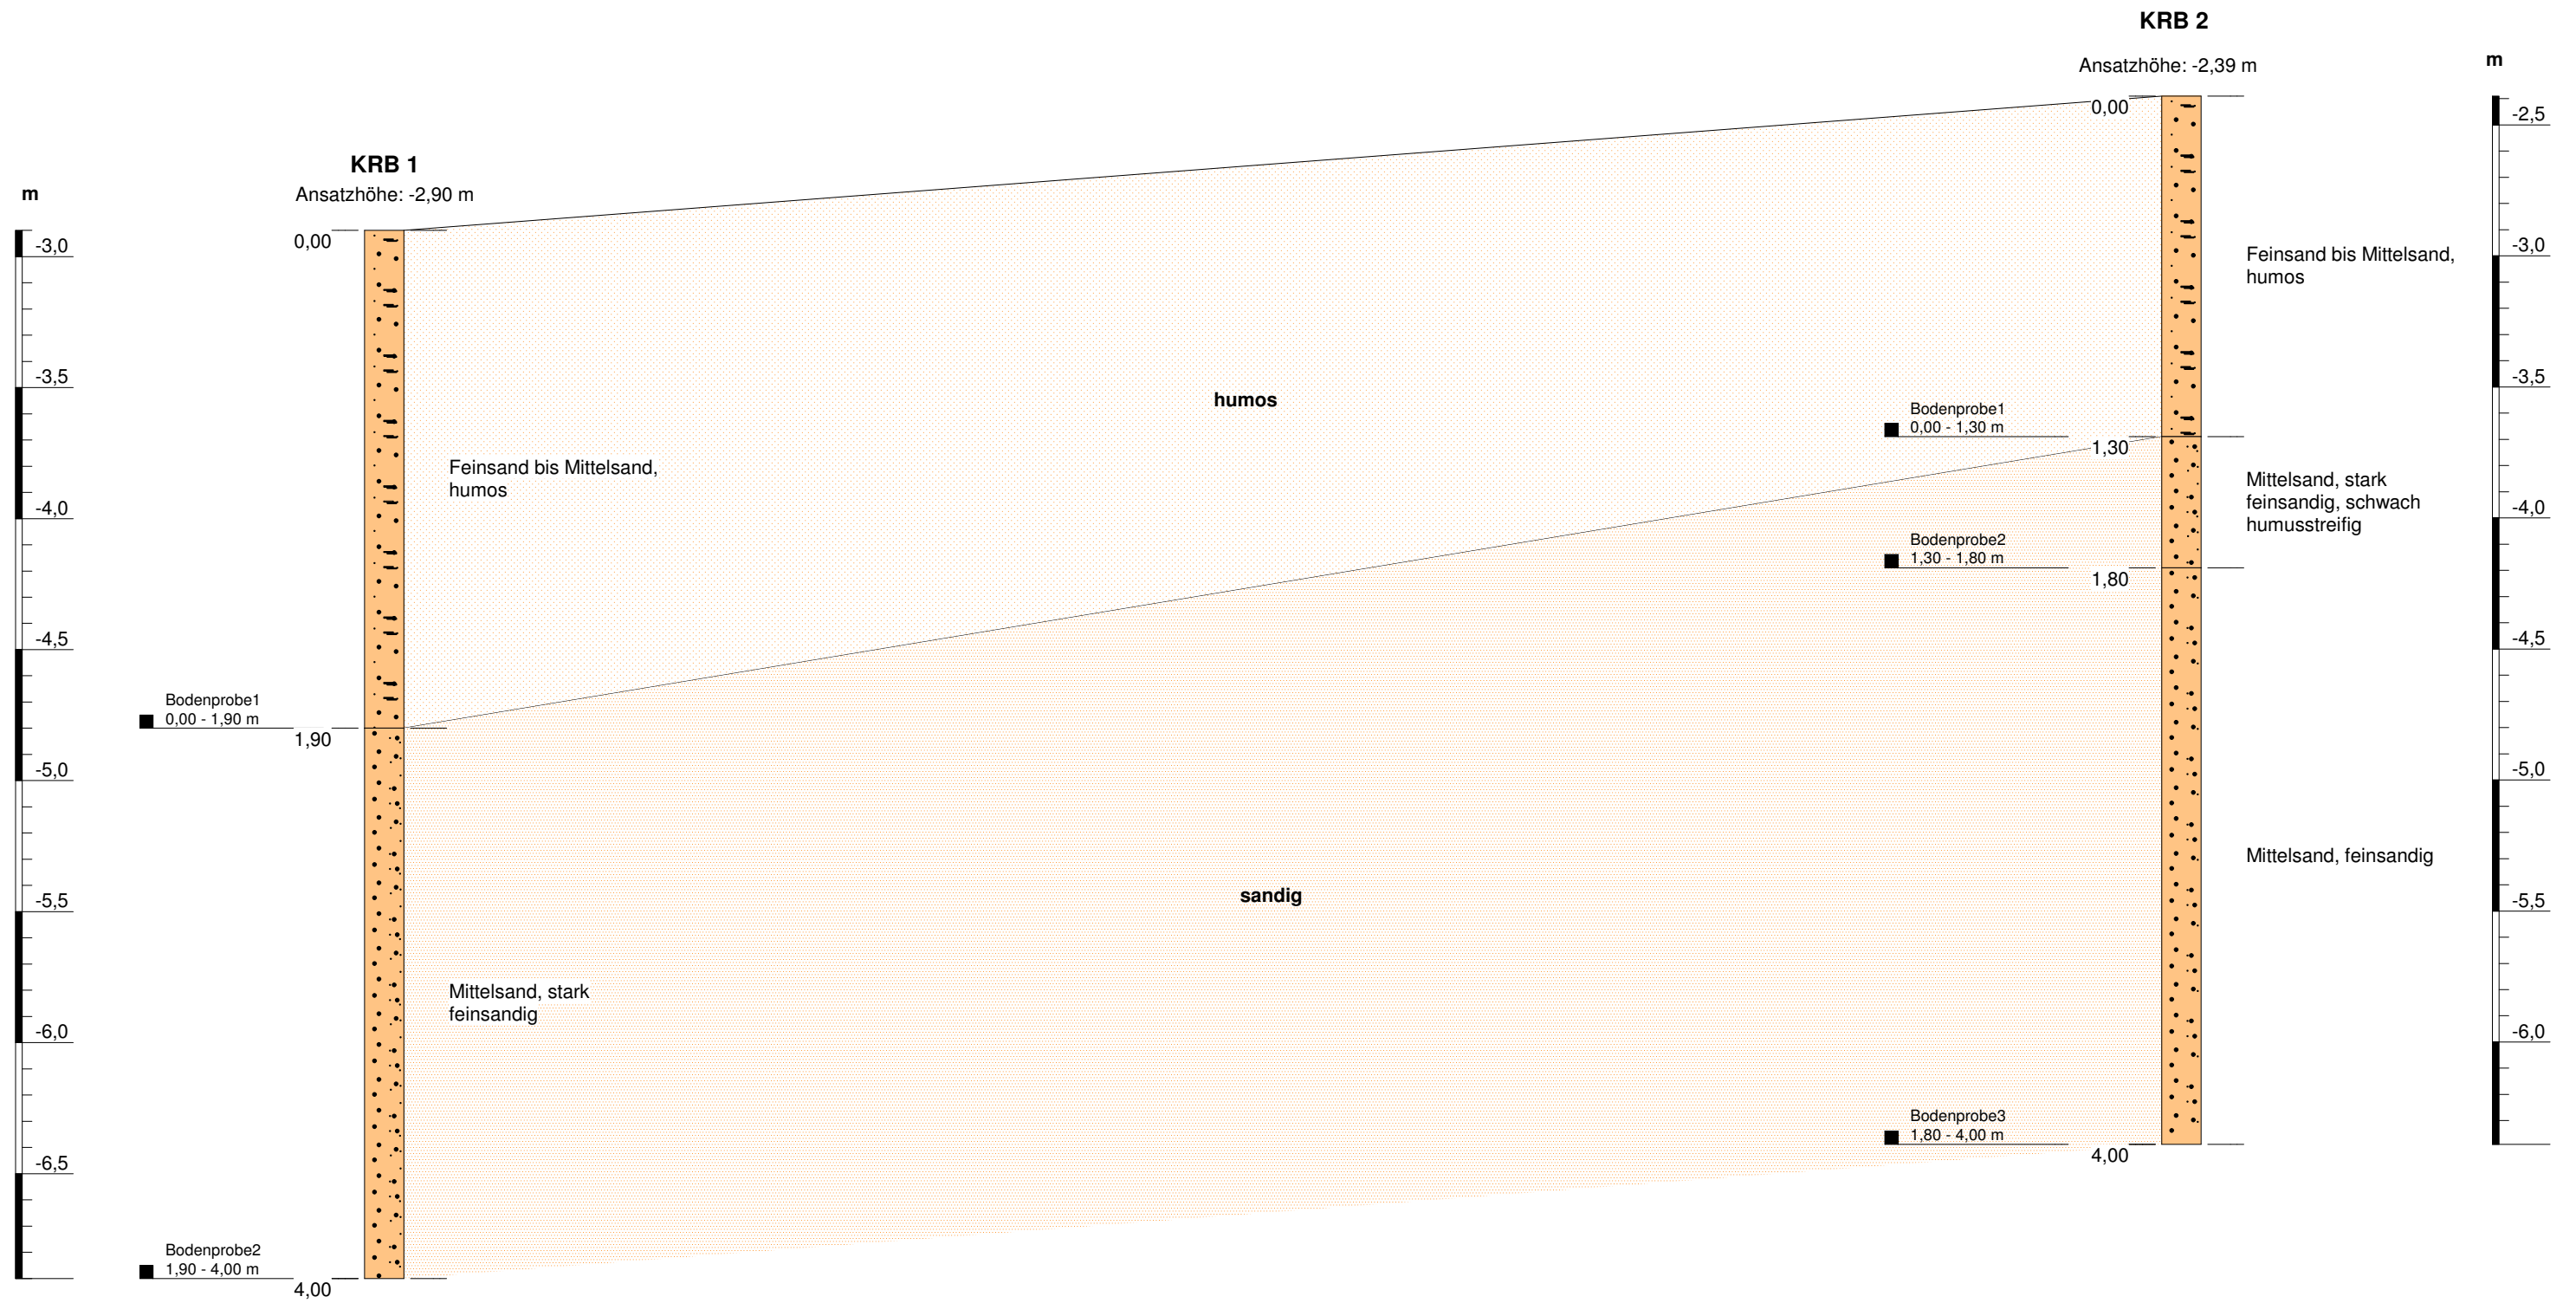 KRB 2
Ansatzhöhe: -2,39 m
m
KRB 1
Ansatzhöhe: -2,90 m
m
0,00
-3,0
-3,5
-4,0
-4,5
-5,0
-5,5
-6,0
-6,5
Feinsand bis Mittelsand,
humos
Bodenprobe1
0,00 - 1,90 m
1,90
Mittelsand, stark
feinsandig
Bodenprobe2
1,90 - 4,00 m
4,00
humos
sandig
0,00
Bodenprobe1
0,00 - 1,30 m
1,30
Bodenprobe2
1,30 - 1,80 m
1,80
Bodenprobe3
1,80 - 4,00 m
4,00
Feinsand bis Mittelsand,
humos
Mittelsand, stark
feinsandig, schwach
humusstreifig
Mittelsand, feinsandig
-2,5
-3,0
-3,5
-4,0
-4,5
-5,0
-5,5
-6,0